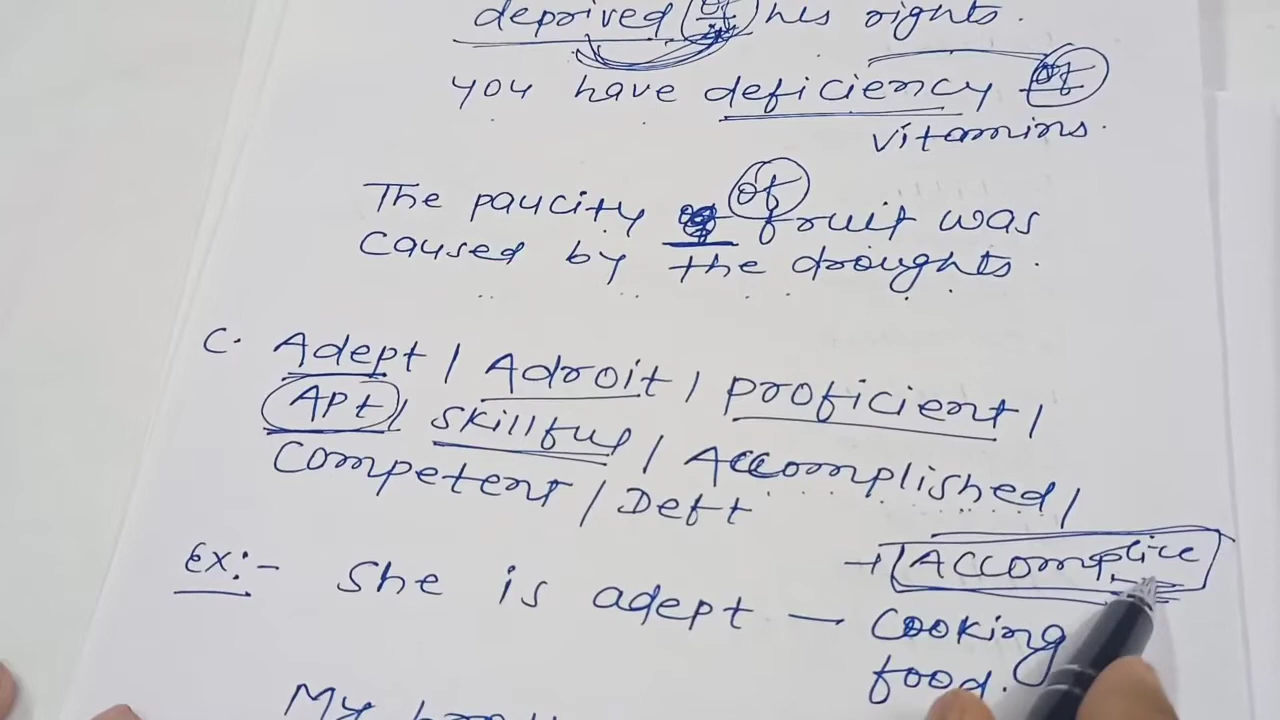 deprived of his rights.
you have deficiency of
vitamins.
The paucity of fruit was
caused by the droughts.
C. Adept / Adroit / proficient /
Apt / skillful / Accomplished /
Competent / Deft
→ Accomplice
Ex:- She is adept — cooking
food.
My